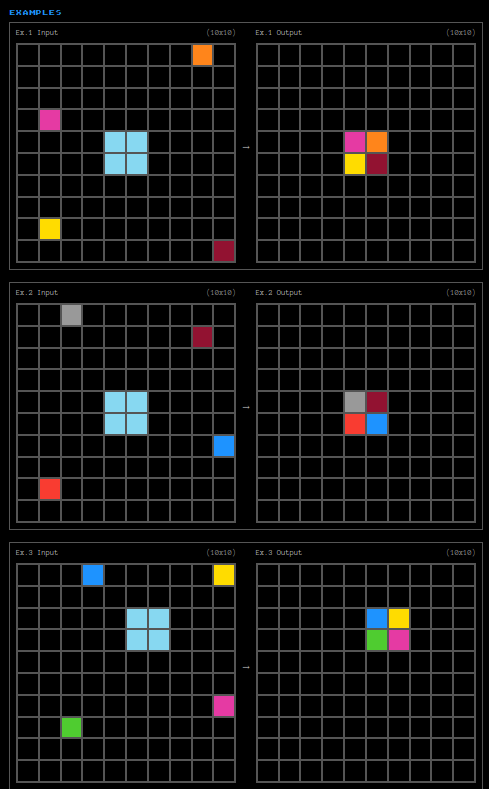 EXAMPLES
Ex.1 Input (10x10) Ex.1 Output (10x10)
→
Ex.2 Input (10x10) Ex.2 Output (10x10)
→
Ex.3 Input (10x10) Ex.3 Output (10x10)
→